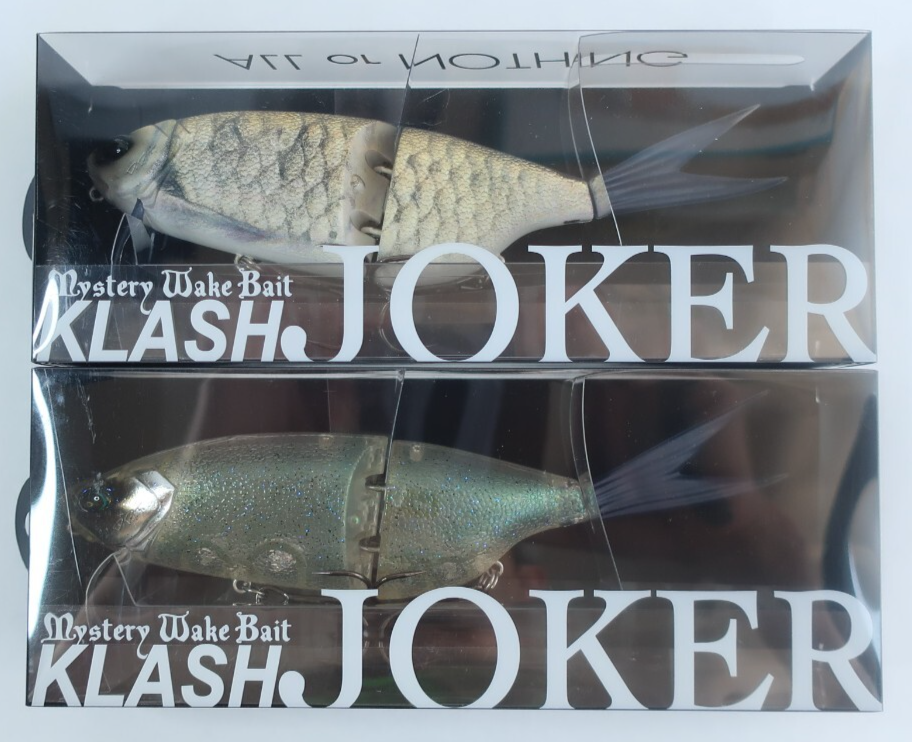 ALL or NOTHING
Mystery Wake Bait
KLASH JOKER
Mystery Wake Bait
KLASH JOKER